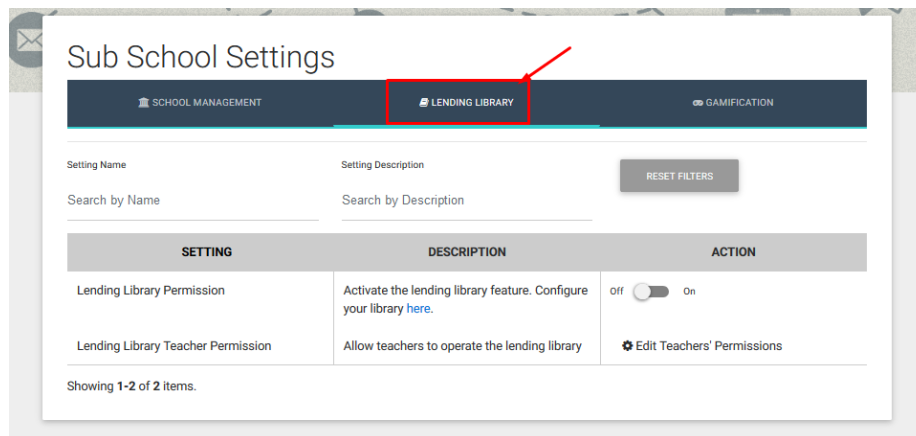 Sub School Settings
SCHOOL MANAGEMENT
LENDING LIBRARY
GAMIFICATION
Setting Name
Setting Description
RESET FILTERS
Search by Name
Search by Description
SETTING
DESCRIPTION
ACTION
Lending Library Permission
Activate the lending library feature. Configure
your library here.
Off
On
Lending Library Teacher Permission
Allow teachers to operate the lending library
Edit Teachers' Permissions
Showing 1-2 of 2 items.